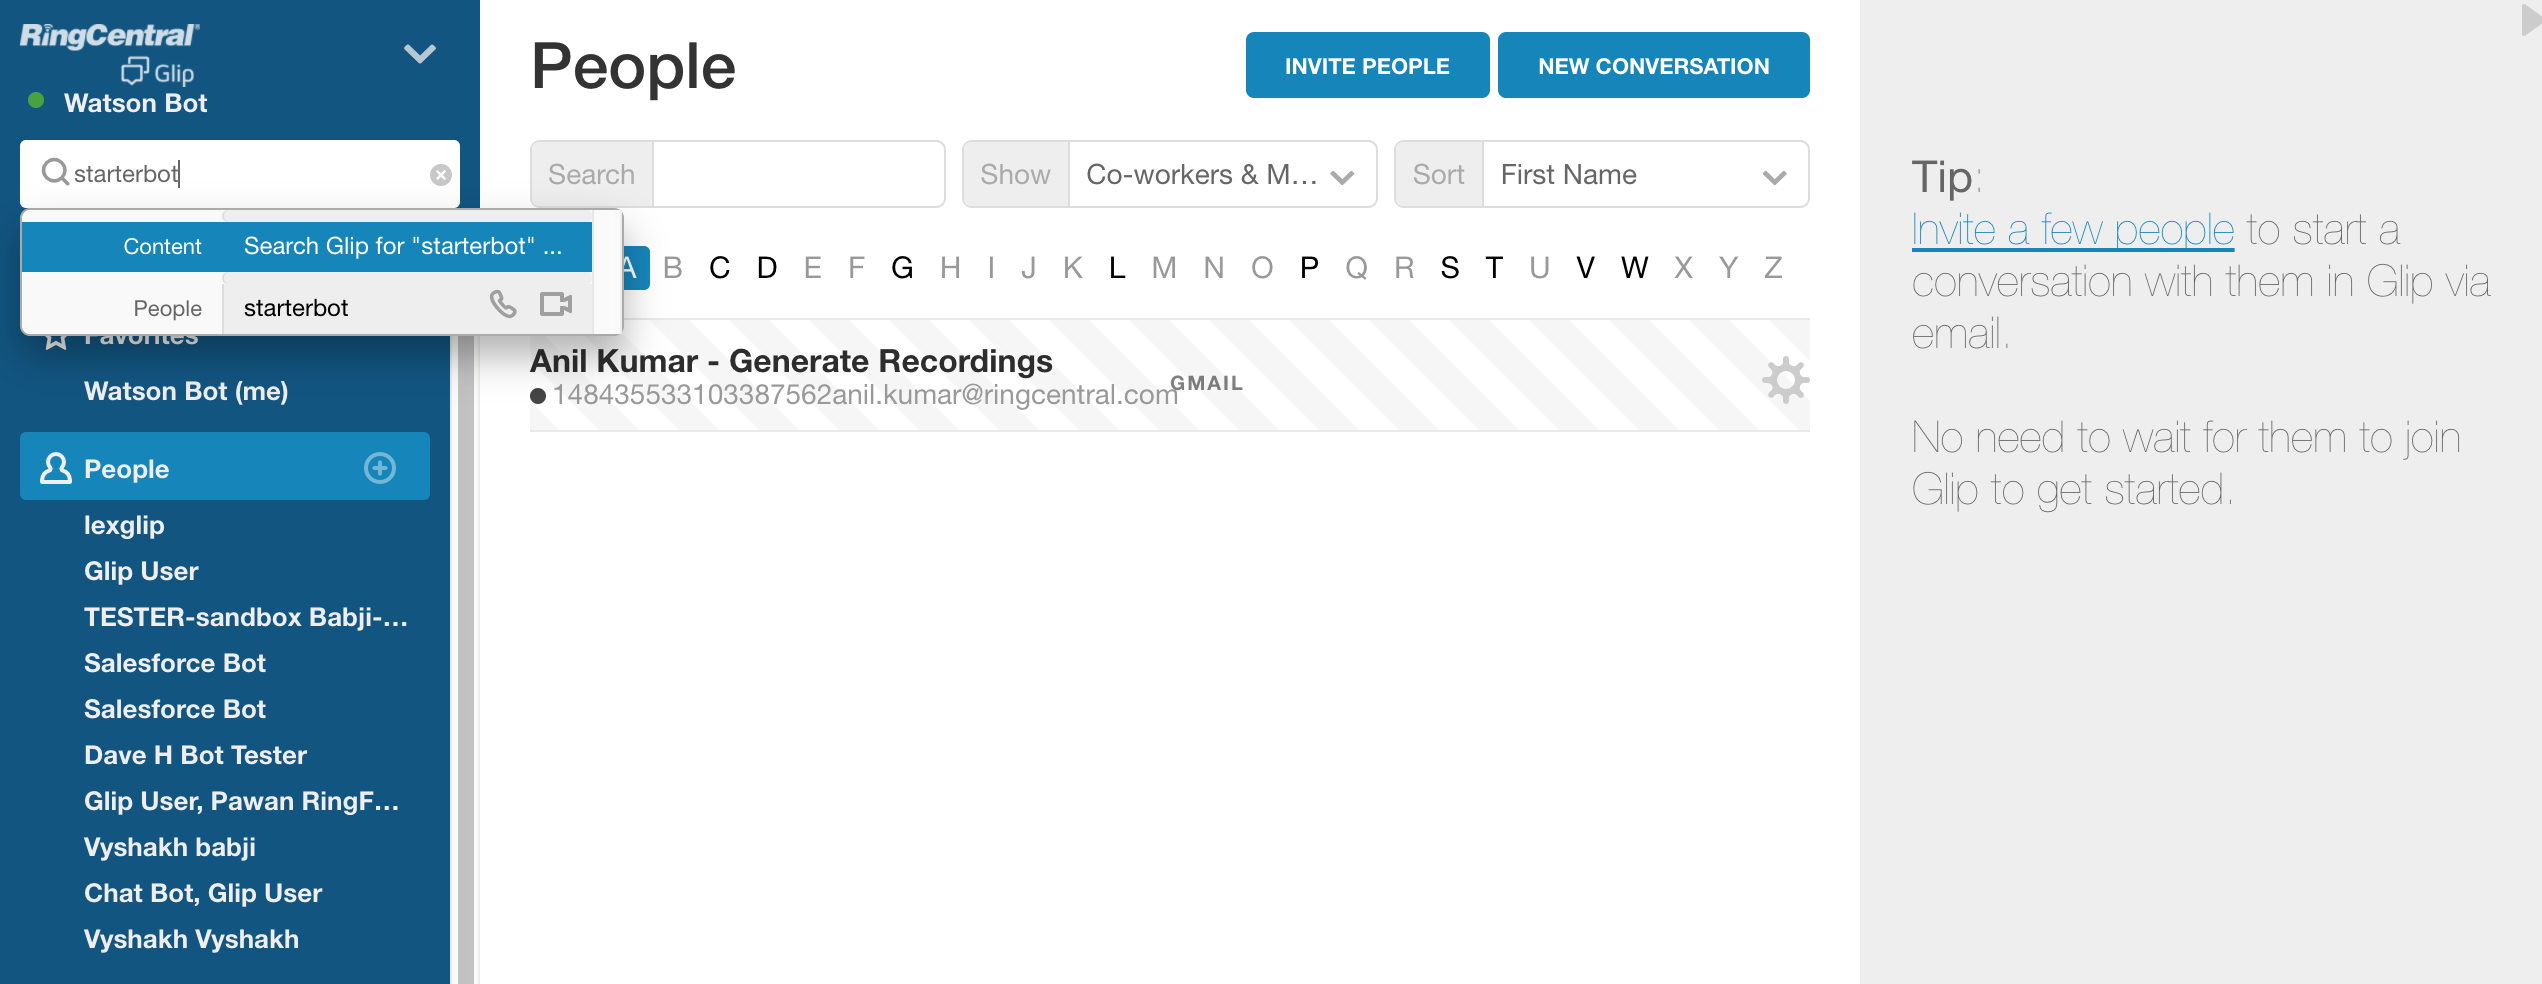 RingCentral®
Glip
Watson Bot
starterbot
Content Search Glip for "starterbot" ...
People starterbot
Favorites
Watson Bot (me)
People
lexglip
Glip User
TESTER-sandbox Babji-...
Salesforce Bot
Salesforce Bot
Dave H Bot Tester
Glip User, Pawan RingF...
Vyshakh babji
Chat Bot, Glip User
Vyshakh Vyshakh
People
INVITE PEOPLE NEW CONVERSATION
Search Show Co-workers & M... Sort First Name
A B C D E F G H I J K L M N O P Q R S T U V W X Y Z
Anil Kumar - Generate Recordings
148435533103387562anil.kumar@ringcentral.com GMAIL
Tip:
Invite a few people to start a
conversation with them in Glip via
email.
No need to wait for them to join
Glip to get started.